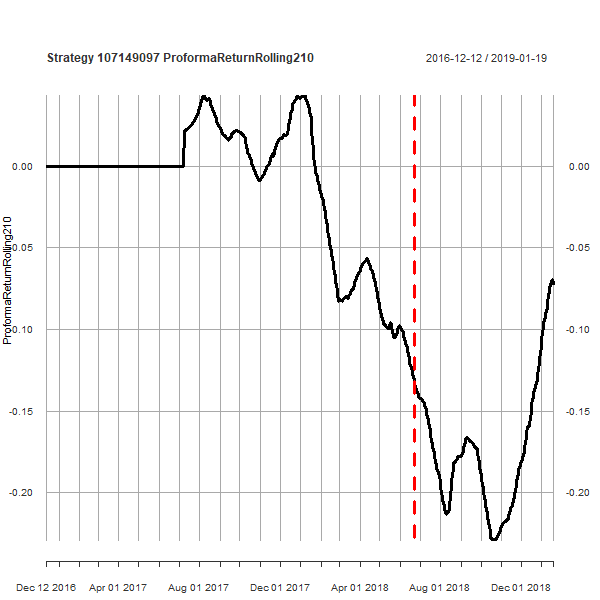 Strategy 107149097 ProformaReturnRolling210 2016-12-12 / 2019-01-19
ProformaReturnRolling210
0.00 0.00
-0.05 -0.05
-0.10 -0.10
-0.15 -0.15
-0.20 -0.20
Dec 12 2016 Apr 01 2017 Aug 01 2017 Dec 01 2017 Apr 01 2018 Aug 01 2018 Dec 01 2018